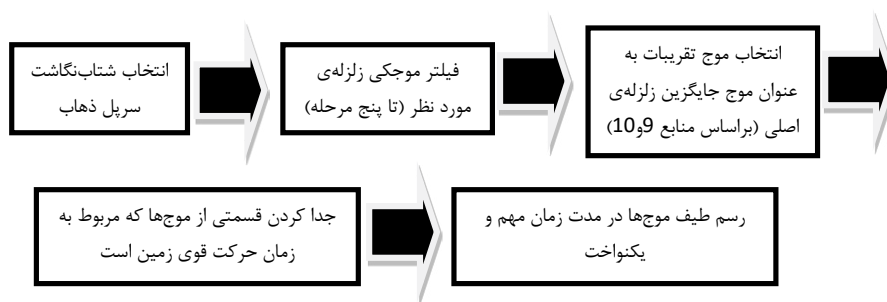 انتخاب شتاب‌نگاشت
سرپل ذهاب
فیلتر موجکی زلزله‌ی
مورد نظر (تا پنج مرحله)
انتخاب موج تقریبات به
عنوان موج جایگزین زلزله‌ی
اصلی (براساس منابع 9و10)
جدا کردن قسمتی از موج‌ها که مربوط به
زمان حرکت قوی زمین است
رسم طیف موج‌ها در مدت زمان مهم و
یکنواخت